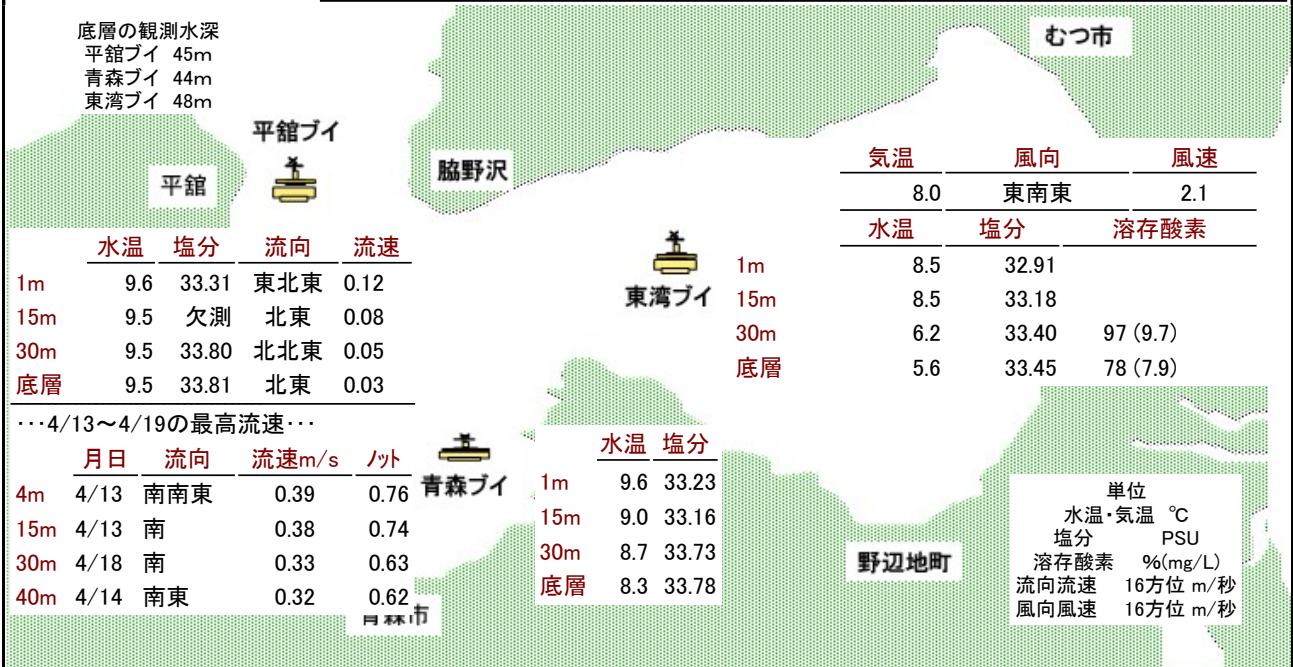 底層の観測水深
平舘ブイ 45m
青森ブイ 44m
東湾ブイ 48m
むつ市
平舘ブイ
平舘
脇野沢
気温 風向 風速
8.0 東南東 2.1
水温 塩分 溶存酸素
1m 8.5 32.91
15m 8.5 33.18
30m 6.2 33.40 97 (9.7)
底層 5.6 33.45 78 (7.9)
東湾ブイ
水温 塩分 流向 流速
1m 9.6 33.31 東北東 0.12
15m 9.5 欠測 北東 0.08
30m 9.5 33.80 北北東 0.05
底層 9.5 33.81 北東 0.03
…4/13～4/19の最高流速…
月日 流向 流速m/s ノット
4m 4/13 南南東 0.39 0.76
15m 4/13 南 0.38 0.74
30m 4/18 南 0.33 0.63
40m 4/14 南東 0.32 0.62
青森ブイ
水温 塩分
1m 9.6 33.23
15m 9.0 33.16
30m 8.7 33.73
底層 8.3 33.78
青森市
野辺地町
単位
水温・気温 ℃
塩分 PSU
溶存酸素 %(mg/L)
流向流速 16方位 m/秒
風向風速 16方位 m/秒